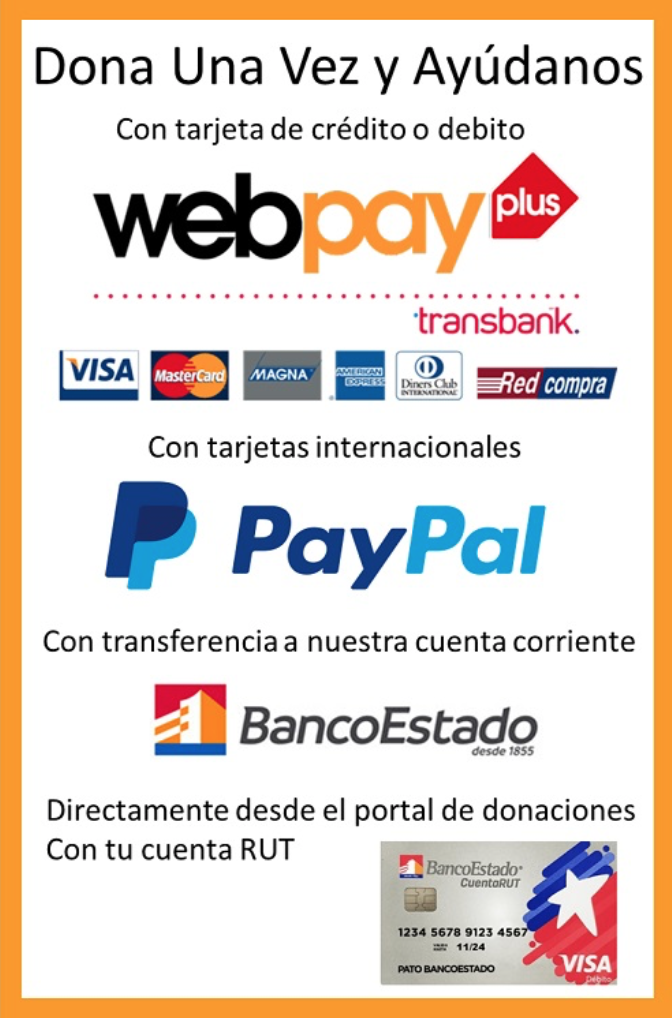 Dona Una Vez y Ayúdanos
Con tarjeta de crédito o debito
webpay plus
transbank.
VISA MasterCard MAGNA AMERICAN EXPRESS Diners Club INTERNATIONAL Red compra
Con tarjetas internacionales
PayPal
Con transferencia a nuestra cuenta corriente
BancoEstado
desde 1855
Directamente desde el portal de donaciones
Con tu cuenta RUT
BancoEstado
CuentaRUT
1234 5678 9123 4567
11/24
PATO BANCOESTADO
VISA
Débito